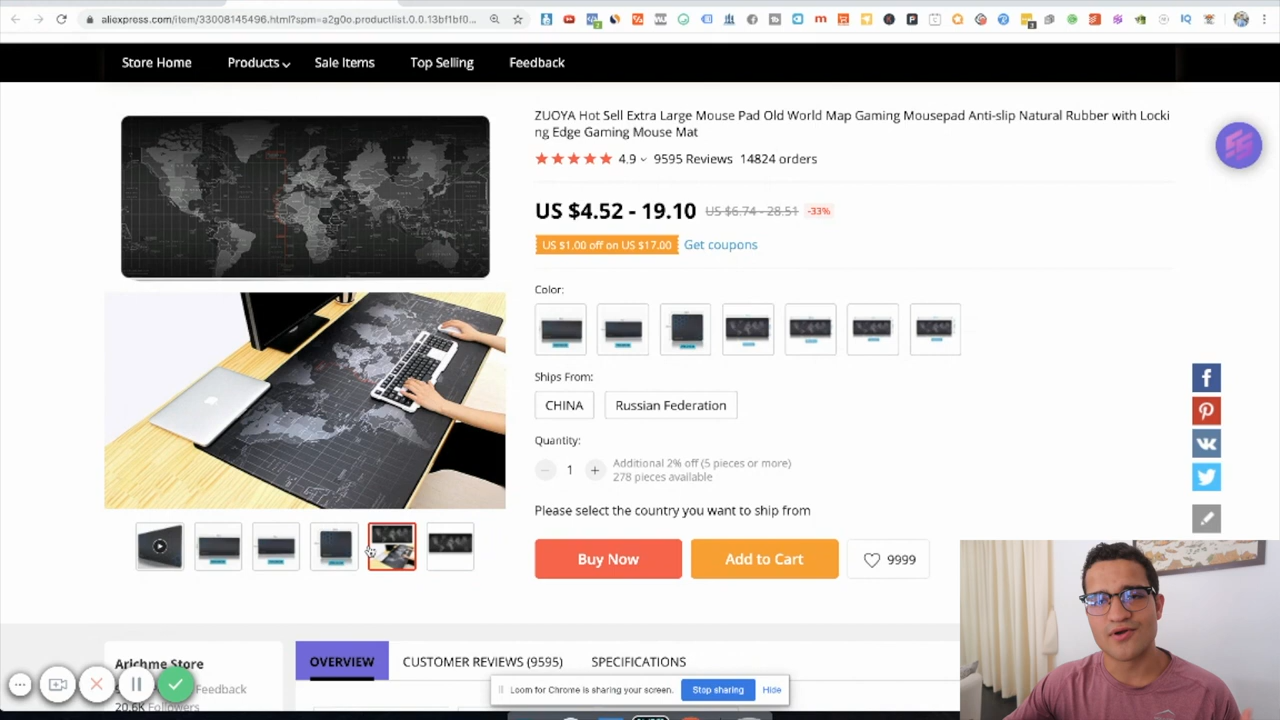 aliexpress.com/item/33008145496.html?spm=a2g0o.productlist.0.0.13bf1bf0...
Store Home Products Sale Items Top Selling Feedback
ZUOYA Hot Sell Extra Large Mouse Pad Old World Map Gaming Mousepad Anti-slip Natural Rubber with Locki
ng Edge Gaming Mouse Mat
4.9 9595 Reviews 14824 orders
US $4.52 - 19.10 US $6.74 - 28.51 -33%
US $1.00 off on US $17.00 Get coupons
Color:
Ships From:
CHINA Russian Federation
Quantity:
1
Additional 2% off (5 pieces or more)
278 pieces available
Please select the country you want to ship from
Buy Now Add to Cart 9999
Arichme Store
OVERVIEW CUSTOMER REVIEWS (9595) SPECIFICATIONS
Feedback
20.6K Followers
Loom for Chrome is sharing your screen. Stop sharing Hide